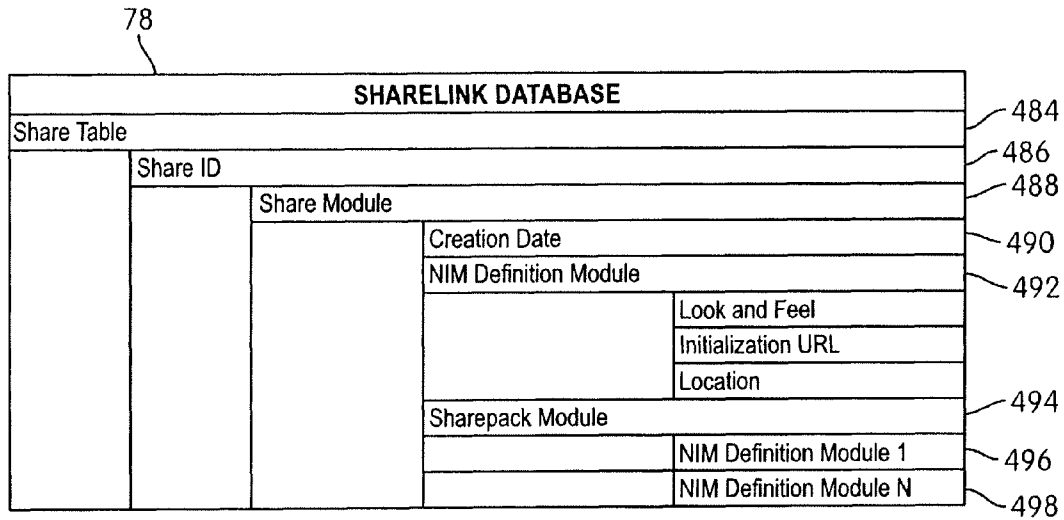 78
SHARELINK DATABASE
Share Table
484
Share ID
486
Share Module
488
Creation Date
490
NIM Definition Module
492
Look and Feel
Initialization URL
Location
Sharepack Module
494
NIM Definition Module 1
496
NIM Definition Module N
498